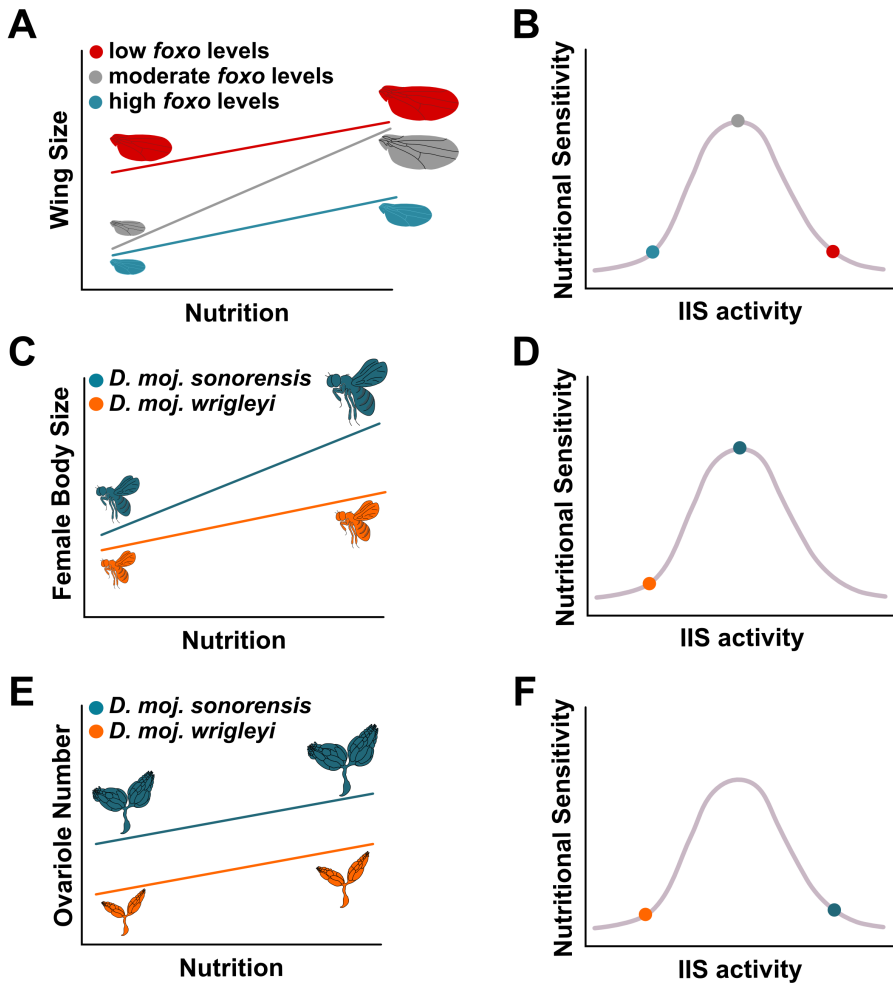 A
low foxo levels
moderate foxo levels
high foxo levels
Wing Size
Nutrition
B
Nutritional Sensitivity
IIS activity
C
D. moj. sonorensis
D. moj. wrigleyi
Female Body Size
Nutrition
D
Nutritional Sensitivity
IIS activity
E
D. moj. sonorensis
D. moj. wrigleyi
Ovariole Number
Nutrition
F
Nutritional Sensitivity
IIS activity